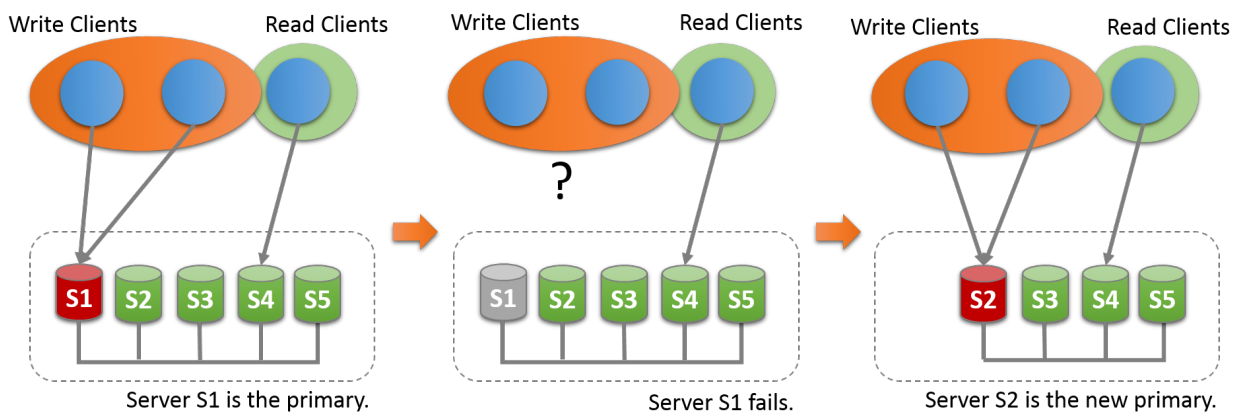 Write Clients Read Clients
S1 S2 S3 S4 S5
Server S1 is the primary.
Write Clients Read Clients
?
S1 S2 S3 S4 S5
Server S1 fails.
Write Clients Read Clients
S2 S3 S4 S5
Server S2 is the new primary.